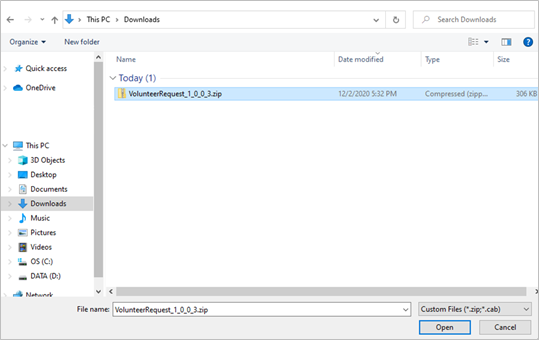 This PC
Downloads
Search Downloads
Organize
New folder
Name
Date modified
Type
Size
Quick access
OneDrive
This PC
3D Objects
Desktop
Documents
Downloads
Music
Pictures
Videos
OS (C:)
DATA (D:)
Network
Today (1)
VolunteerRequest_1_0_0_3.zip
12/2/2020 5:32 PM
Compressed (zipp...
306 KB
File name:
VolunteerRequest_1_0_0_3.zip
Custom Files (*.zip;*.cab)
Open
Cancel